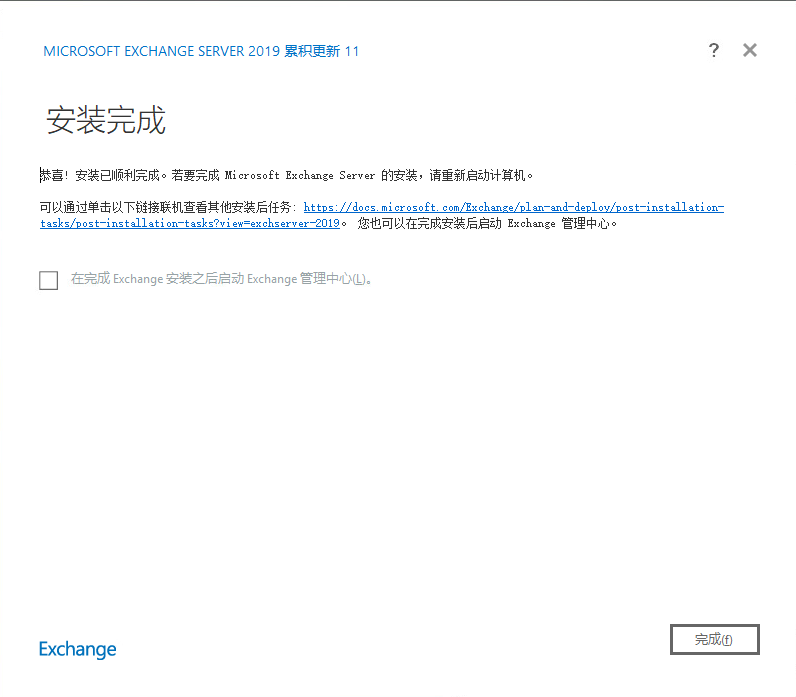 MICROSOFT EXCHANGE SERVER 2019 累积更新 11
?
安装完成
恭喜! 安装已顺利完成。若要完成 Microsoft Exchange Server 的安装，请重新启动计算机。
可以通过单击以下链接联机查看其他安装后任务: https://docs.microsoft.com/Exchange/plan-and-deploy/post-installation-
tasks/post-installation-tasks?view=exchserver-2019。 您也可以在完成安装后启动 Exchange 管理中心。
在完成 Exchange 安装之后启动 Exchange 管理中心(L)。
Exchange
完成(f)